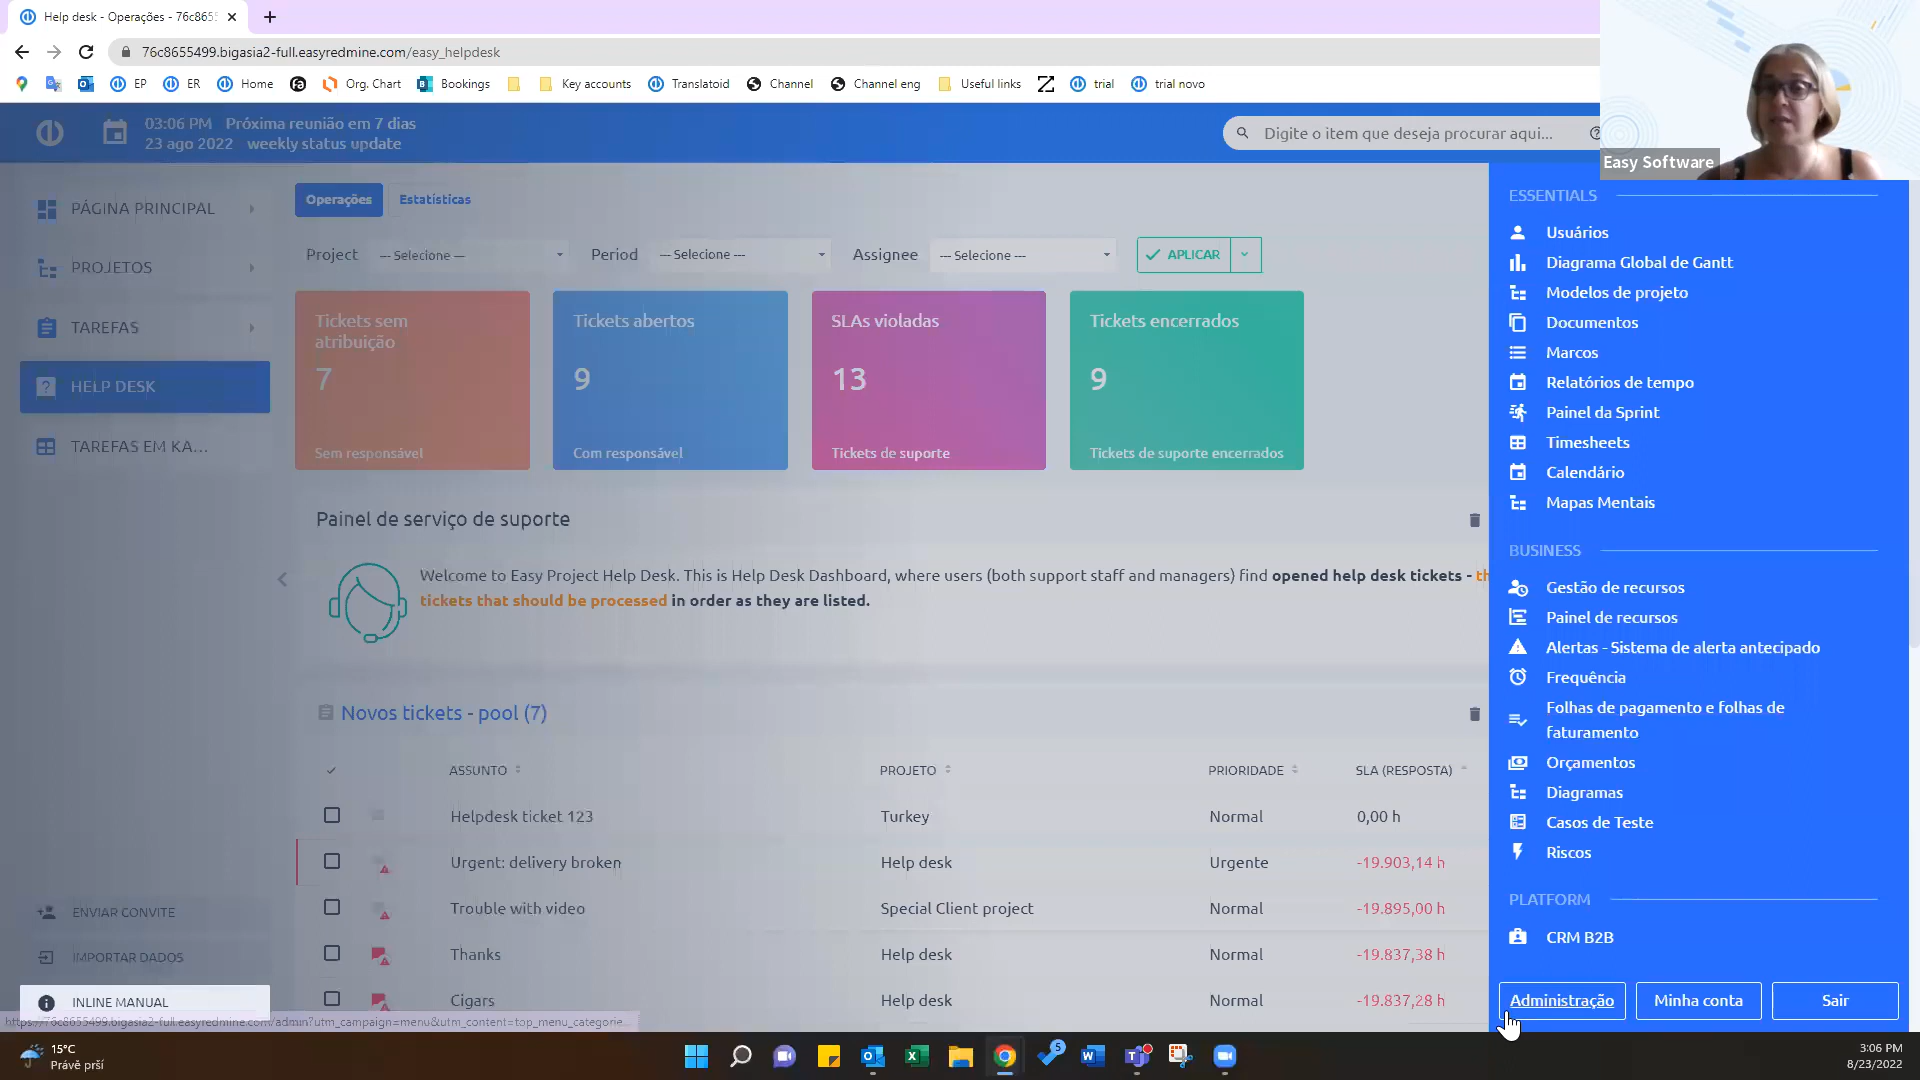 Help desk - Operações - 76c8655
76c8655499.bigasia2-full.easyredmine.com/easy_helpdesk
EP
ER
Home
Org. Chart
Bookings
Key accounts
Translatoid
Channel
Channel eng
Useful links
trial
trial novo
03:06 PM Próxima reunião em 7 dias
23 ago 2022 weekly status update
Digite o item que deseja procurar aqui...
Easy Software
PÁGINA PRINCIPAL
PROJETOS
TAREFAS
HELP DESK
TAREFAS EM KA...
ENVIAR CONVITE
IMPORTAR DADOS
INLINE MANUAL
https://76c8655499.bigasia2-full.easyredmine.com/admin?utm_campaign=menu&utm_content=top_menu_categorie...
Operações
Estatísticas
Project
--- Selecione ---
Period
--- Selecione ---
Assignee
--- Selecione ---
APLICAR
Tickets sem
atribuição
7
Sem responsável
Tickets abertos
9
Com responsável
SLAs violadas
13
Tickets de suporte
Tickets encerrados
9
Tickets de suporte encerrados
Painel de serviço de suporte
Welcome to Easy Project Help Desk. This is Help Desk Dashboard, where users (both support staff and managers) find opened help desk tickets - th
tickets that should be processed in order as they are listed.
Novos tickets - pool (7)
ASSUNTO PROJETO PRIORIDADE SLA (RESPOSTA)
Helpdesk ticket 123 Turkey Normal 0,00 h
Urgent: delivery broken Help desk Urgente -19.903,14 h
Trouble with video Special Client project Normal -19.895,00 h
Thanks Help desk Normal -19.837,38 h
Cigars Help desk Normal -19.837,28 h
ESSENTIALS
Usuários
Diagrama Global de Gantt
Modelos de projeto
Documentos
Marcos
Relatórios de tempo
Painel da Sprint
Timesheets
Calendário
Mapas Mentais
BUSINESS
Gestão de recursos
Painel de recursos
Alertas - Sistema de alerta antecipado
Frequência
Folhas de pagamento e folhas de
faturamento
Orçamentos
Diagramas
Casos de Teste
Riscos
PLATFORM
CRM B2B
Administração
Minha conta
Sair
15°C
Právě prší
5
3:06 PM
8/23/2022